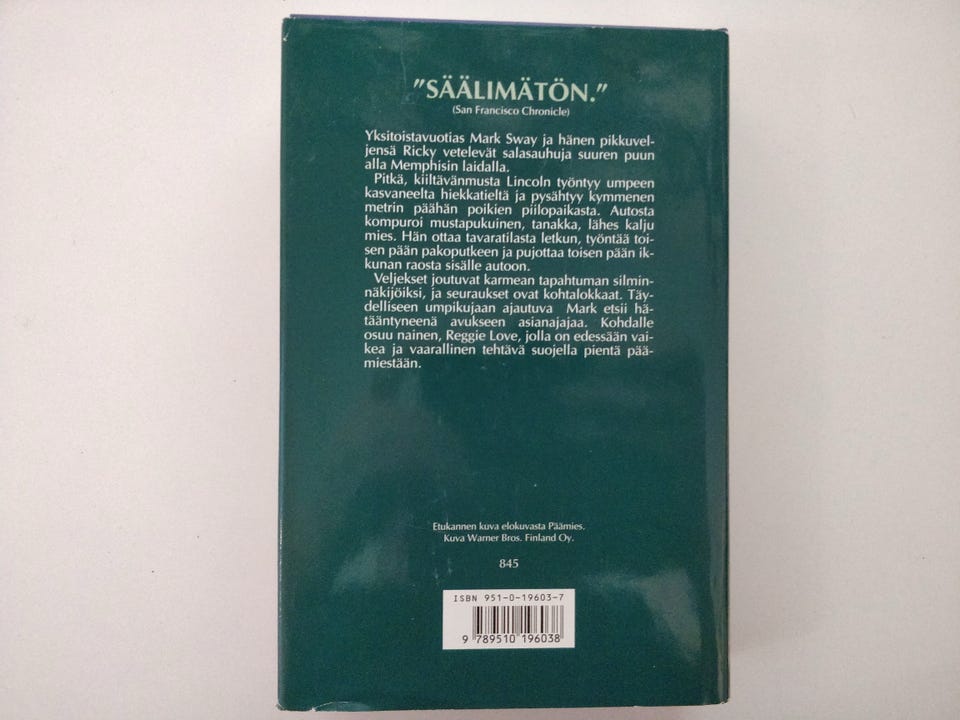 "SÄÄLIMÄTÖN."
(San Francisco Chronicle)
Yksitoistavuotias Mark Sway ja hänen pikkuvel-
jensä Ricky vetelevät salasauhuja suuren puun
alla Memphisin laidalla.
Pitkä, kiiltävänmusta Lincoln työntyy umpeen
kasvaneelta hiekkatieltä ja pysähtyy kymmenen
metrin päähän poikien piilopaikasta. Autosta
kompuroi mustapukuinen, tanakka, lähes kalju
mies. Hän ottaa tavaratilasta letkun, työntää toi-
sen pään pakoputkeen ja pujottaa toisen pään ik-
kunan raosta sisälle autoon.
Veljekset joutuvat karmean tapahtuman silmin-
näkijöiksi, ja seuraukset ovat kohtalokkaat. Täy-
delliseen umpikujaan ajautuva Mark etsii hä-
tääntyneenä avukseen asianajajaa. Kohdalle
osuu nainen, Reggie Love, jolla on edessään vai-
kea ja vaarallinen tehtävä suojella pientä pää-
miestään.
Etukannen kuva elokuvasta Päämies.
Kuva Warner Bros. Finland Oy.
845
ISBN 951-0-19603-7
9 789510 196038